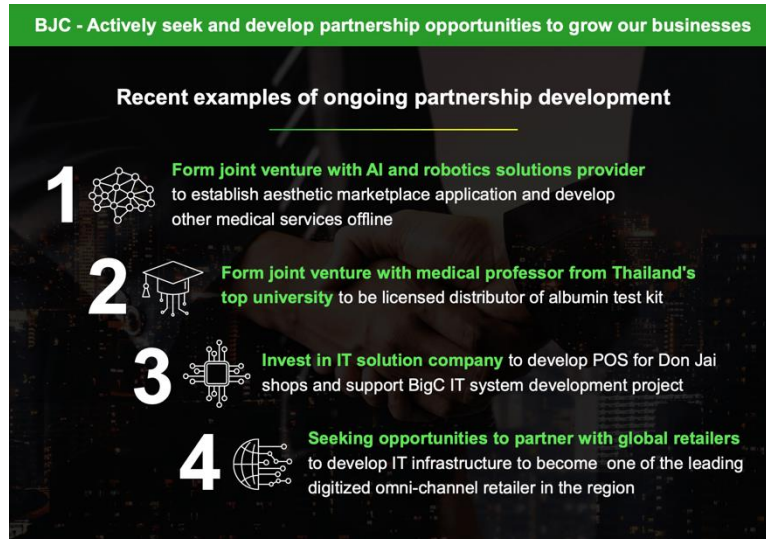 BJC - Actively seek and develop partnership opportunities to grow our businesses
Recent examples of ongoing partnership development
1
Form joint venture with AI and robotics solutions provider
to establish aesthetic marketplace application and develop
other medical services offline
2
Form joint venture with medical professor from Thailand's
top university to be licensed distributor of albumin test kit
3
Invest in IT solution company to develop POS for Don Jai
shops and support BigC IT system development project
4
Seeking opportunities to partner with global retailers
to develop IT infrastructure to become one of the leading
digitized omni-channel retailer in the region